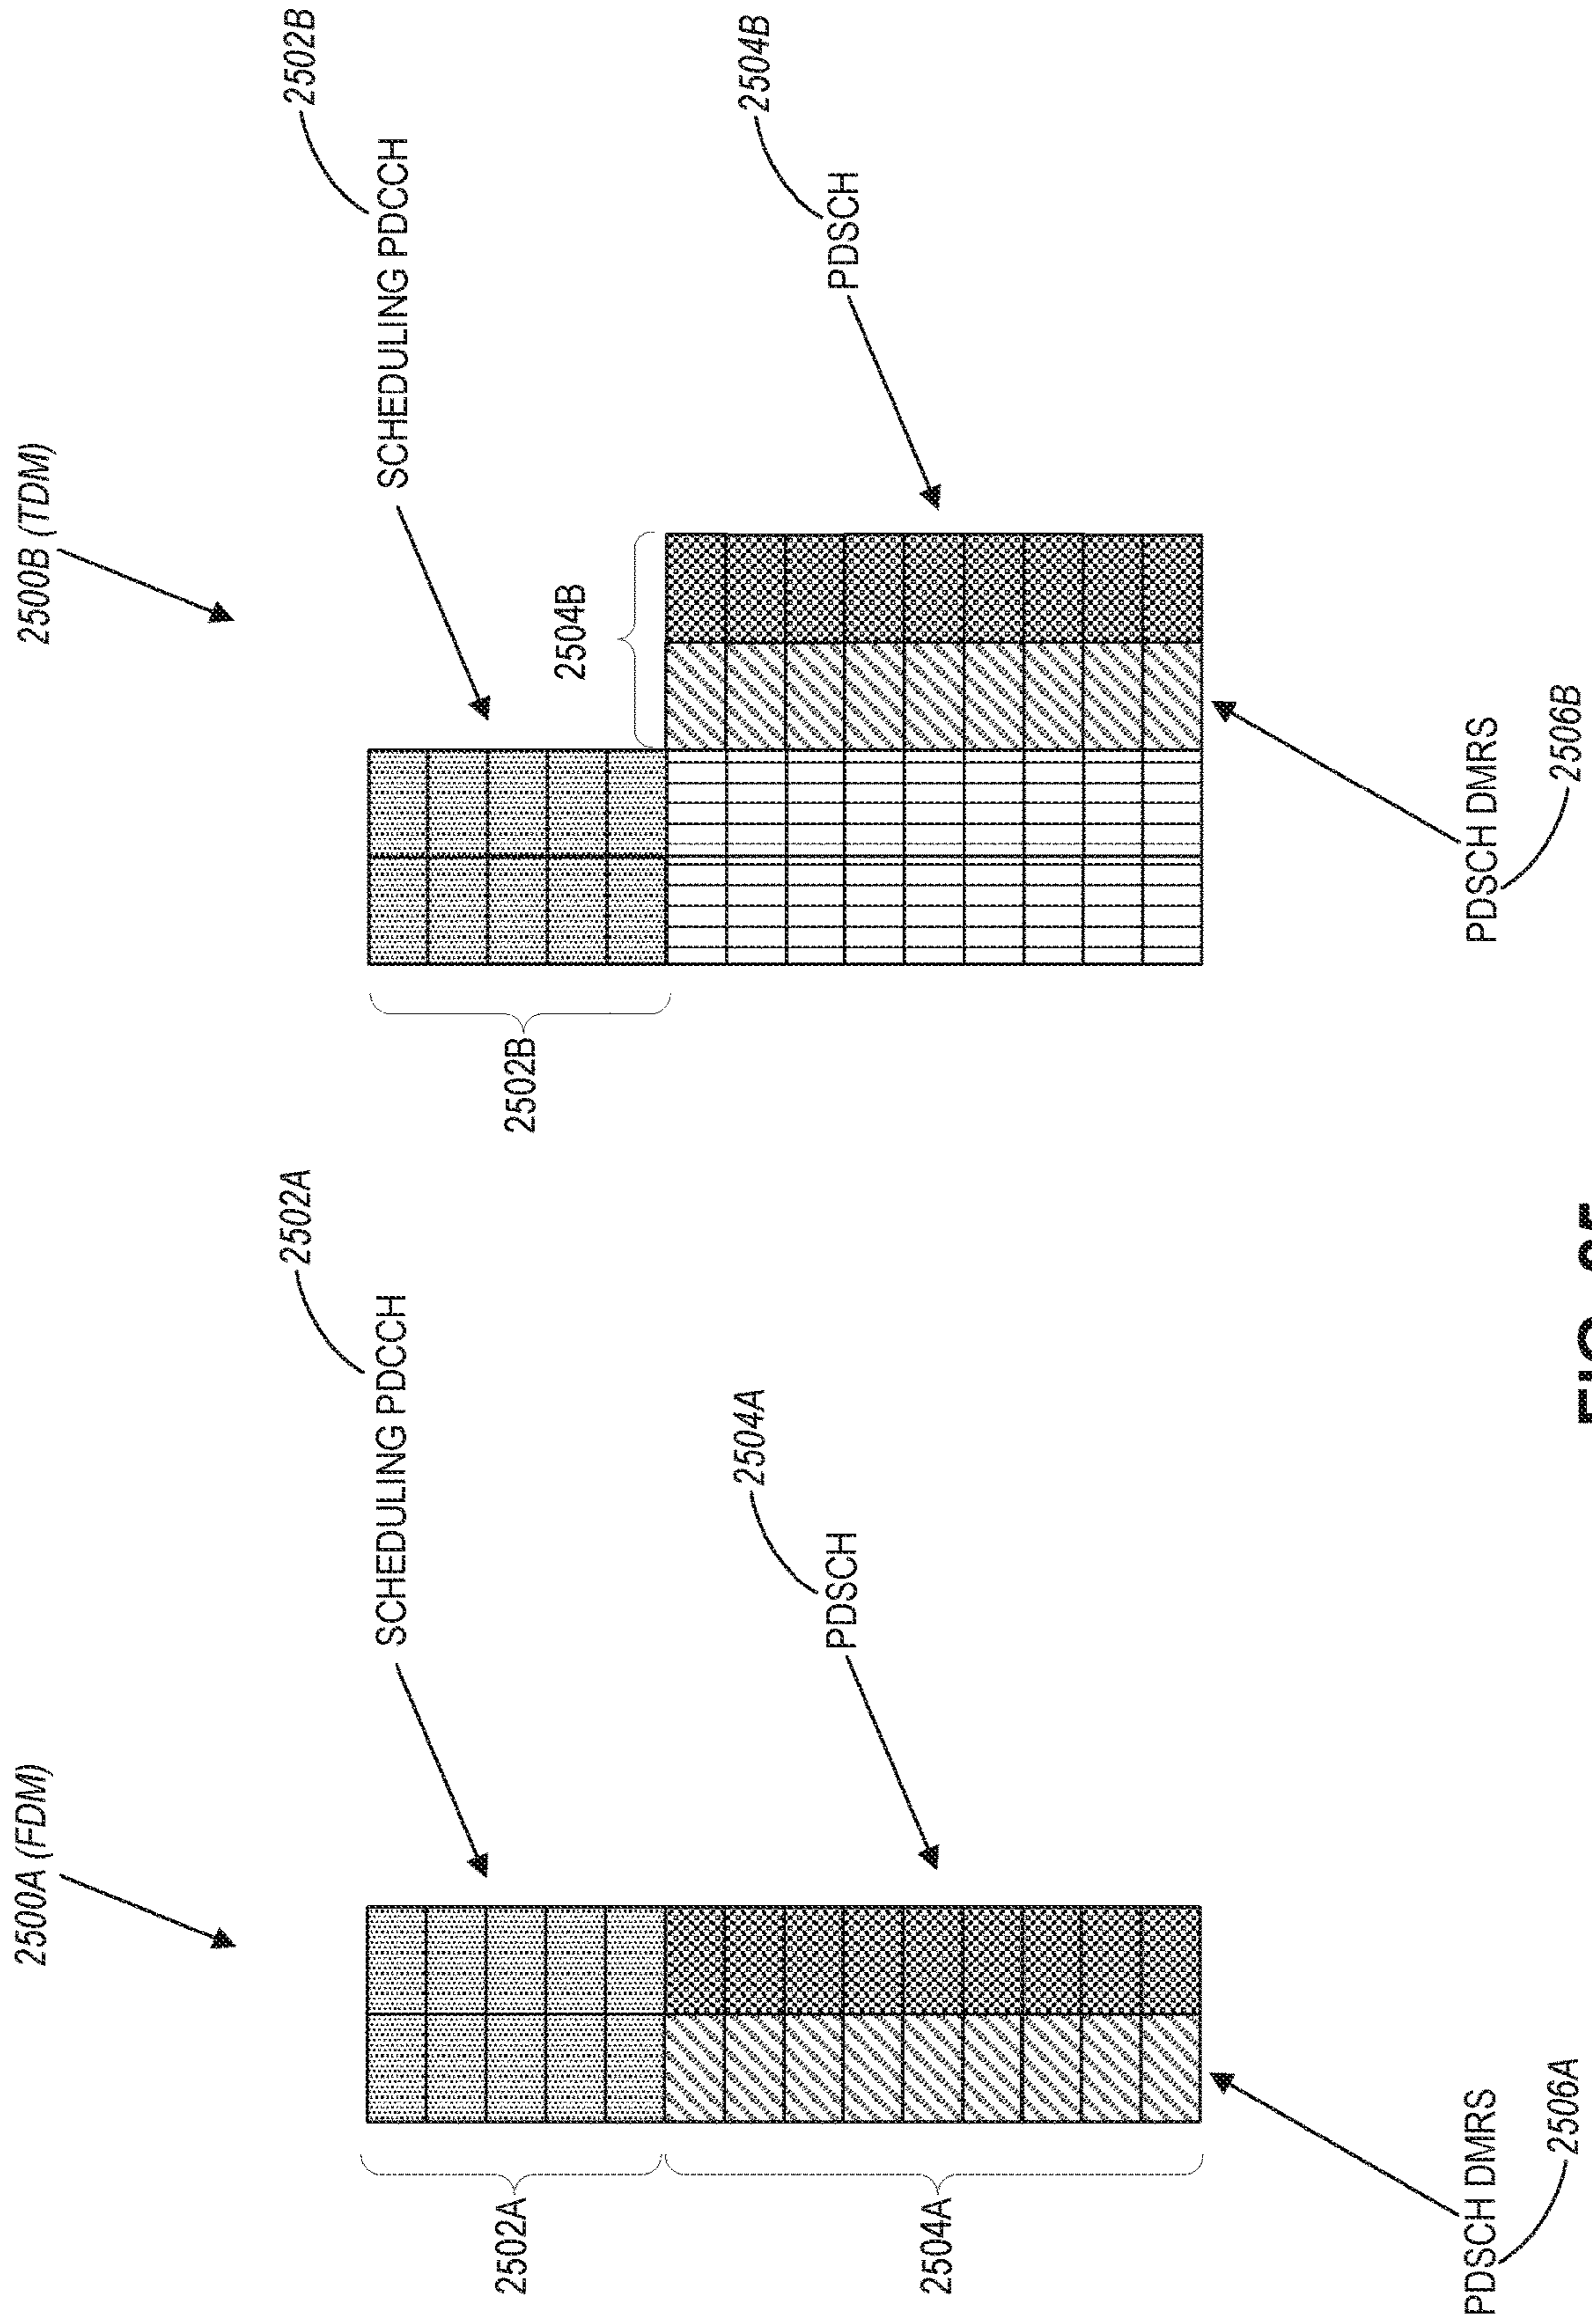 2500A (FDM)
2502A
SCHEDULING PDCCH
2502A
2504A
PDSCH
2504A
PDSCH DMRS
2506A
2500B (TDM)
2502B
SCHEDULING PDCCH
2502B
2504B
2504B
PDSCH
PDSCH DMRS
2506B